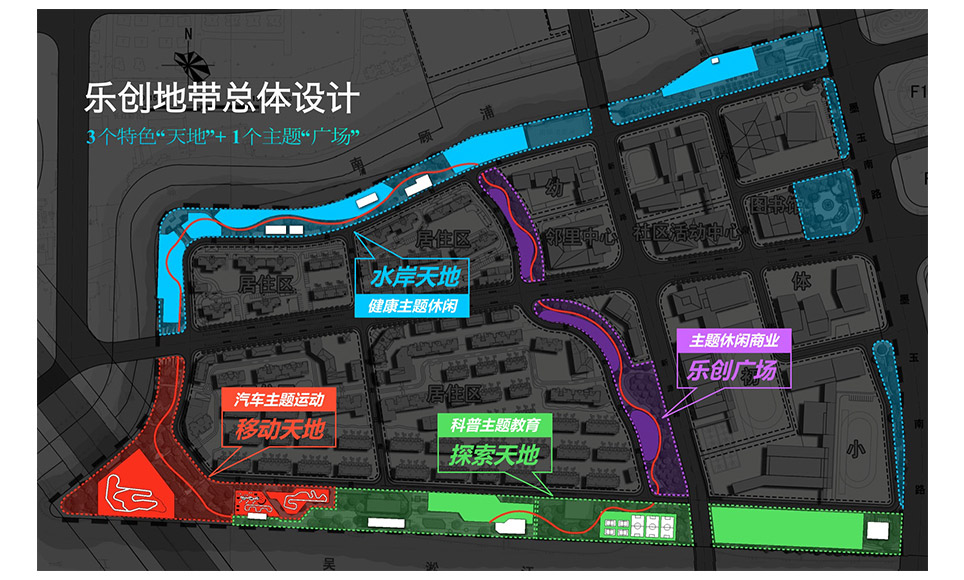 N
乐创地带总体设计
3个特色“天地”+ 1个主题“广场”
南 顾 浦
F1
墨 玉 南 路
幼
图书馆
居住区
邻里中心
社区活动中心
水岸天地
健康主题休闲
居住区
体
墨 玉 南 路
主题休闲商业
乐创广场
汽车主题运动
移动天地
居住区
科普主题教育
探索天地
小
吴 淞 江